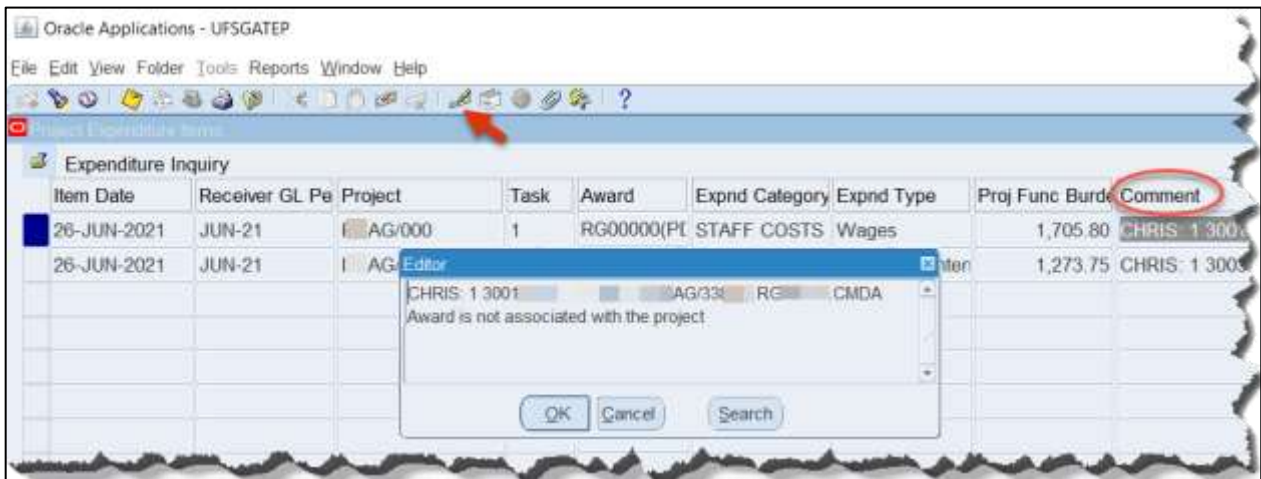 Oracle Applications - UFSGATEP
File Edit View Folder Tools Reports Window Help
?
Project Expenditure Items
Expenditure Inquiry
Item Date Receiver GL Pe Project Task Award Expnd Category Expnd Type Proj Func Burde Comment
26-JUN-2021 JUN-21 AG/000 1 RG00000(PD STAFF COSTS Wages 1,705.80 CHRIS: 1 300
26-JUN-2021 JUN-21 AG/ 1,273.75 CHRIS: 1 3003
Editor
CHRIS: 1 3001 AG/33 RG CMDA
Award is not associated with the project
OK Cancel Search